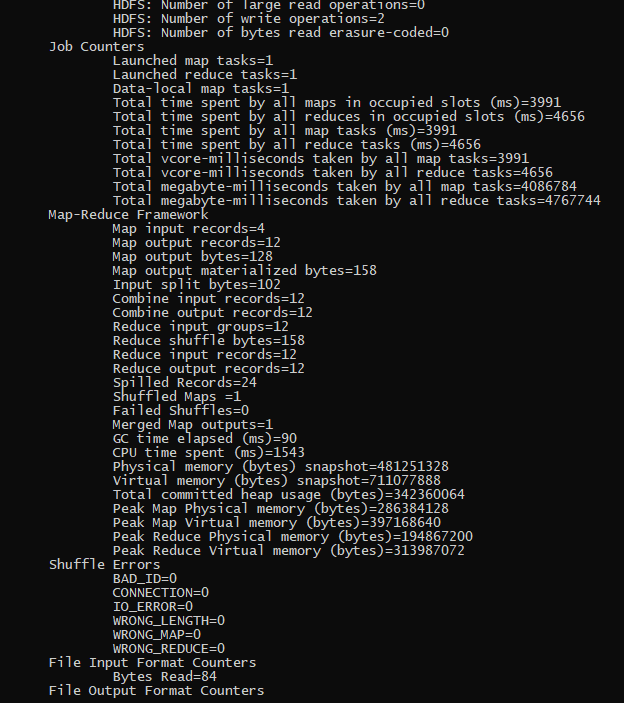 HDFS: Number of large read operations=0
HDFS: Number of write operations=2
HDFS: Number of bytes read erasure-coded=0
Job Counters
Launched map tasks=1
Launched reduce tasks=1
Data-local map tasks=1
Total time spent by all maps in occupied slots (ms)=3991
Total time spent by all reduces in occupied slots (ms)=4656
Total time spent by all map tasks (ms)=3991
Total time spent by all reduce tasks (ms)=4656
Total vcore-milliseconds taken by all map tasks=3991
Total vcore-milliseconds taken by all reduce tasks=4656
Total megabyte-milliseconds taken by all map tasks=4086784
Total megabyte-milliseconds taken by all reduce tasks=4767744
Map-Reduce Framework
Map input records=4
Map output records=12
Map output bytes=128
Map output materialized bytes=158
Input split bytes=102
Combine input records=12
Combine output records=12
Reduce input groups=12
Reduce shuffle bytes=158
Reduce input records=12
Reduce output records=12
Spilled Records=24
Shuffled Maps =1
Failed Shuffles=0
Merged Map outputs=1
GC time elapsed (ms)=90
CPU time spent (ms)=1543
Physical memory (bytes) snapshot=481251328
Virtual memory (bytes) snapshot=711077888
Total committed heap usage (bytes)=342360064
Peak Map Physical memory (bytes)=286384128
Peak Map Virtual memory (bytes)=397168640
Peak Reduce Physical memory (bytes)=194867200
Peak Reduce Virtual memory (bytes)=313987072
Shuffle Errors
BAD_ID=0
CONNECTION=0
IO_ERROR=0
WRONG_LENGTH=0
WRONG_MAP=0
WRONG_REDUCE=0
File Input Format Counters
Bytes Read=84
File Output Format Counters